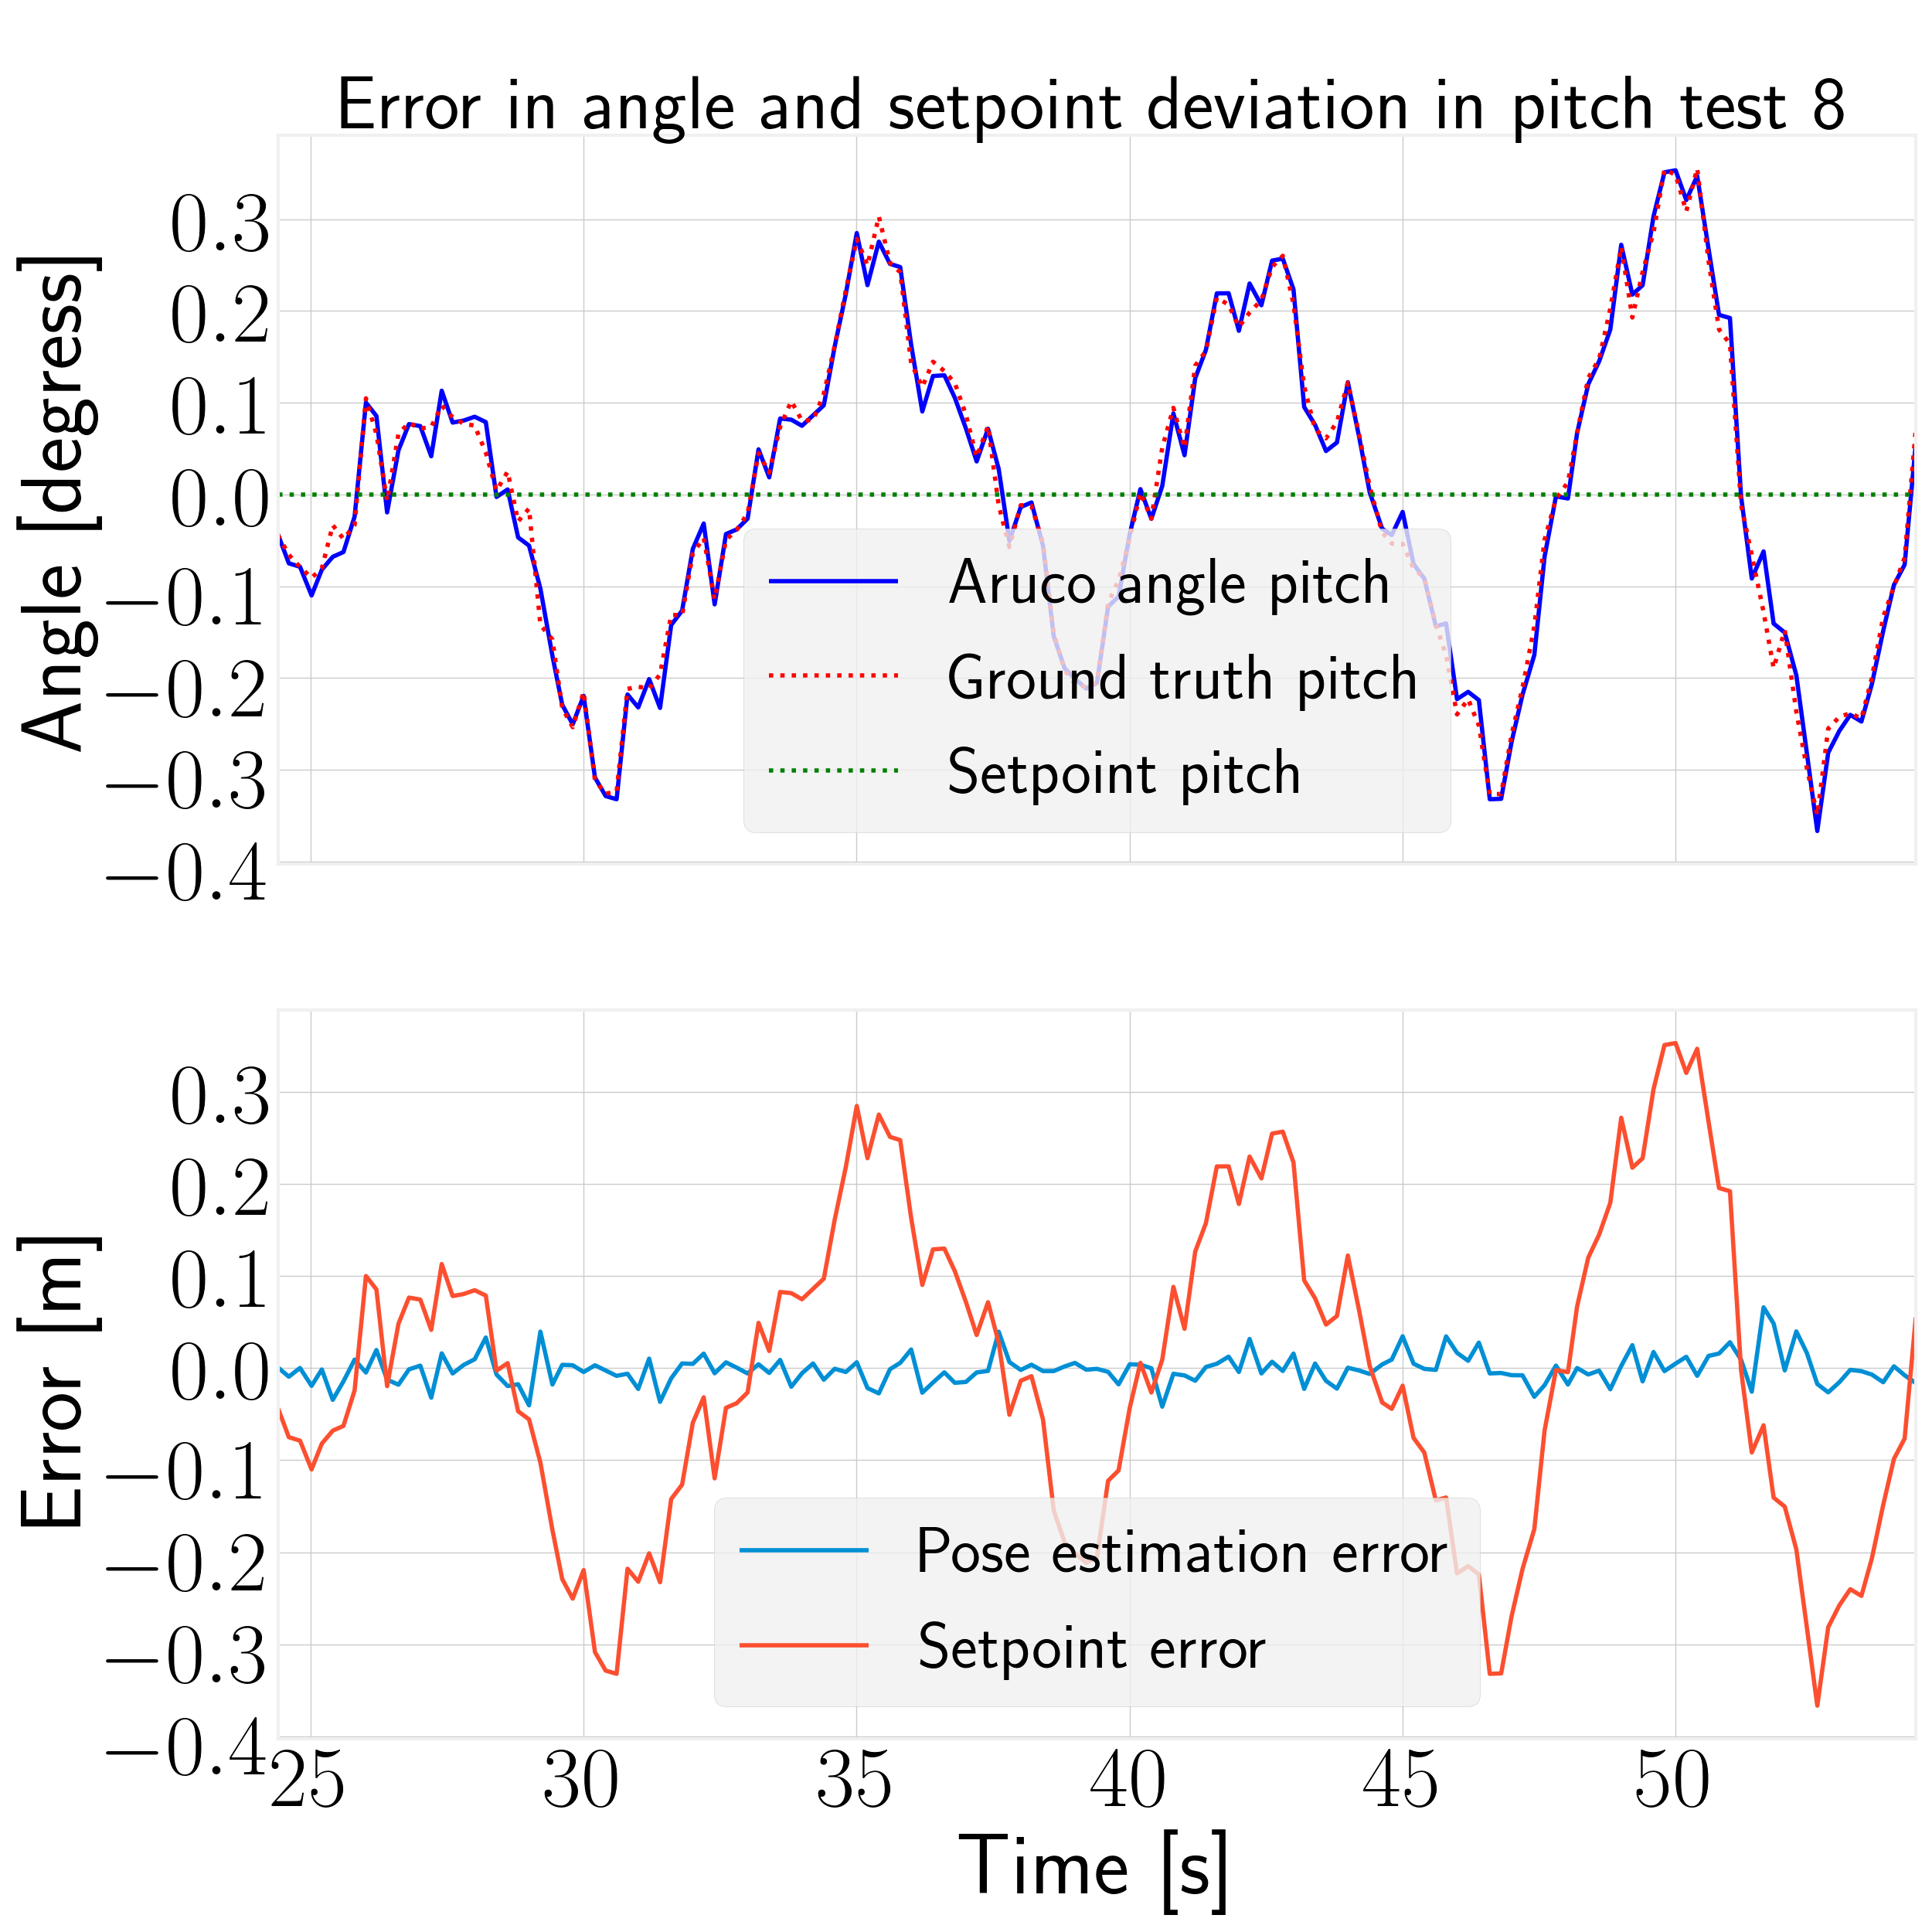 Error in angle and setpoint deviation in pitch test 8
Angle [degress]
0.3
0.2
0.1
0.0
−0.1
−0.2
−0.3
−0.4
Aruco angle pitch
Ground truth pitch
Setpoint pitch
Error [m]
0.3
0.2
0.1
0.0
−0.1
−0.2
−0.3
−0.4
Pose estimation error
Setpoint error
25 30 35 40 45 50
Time [s]